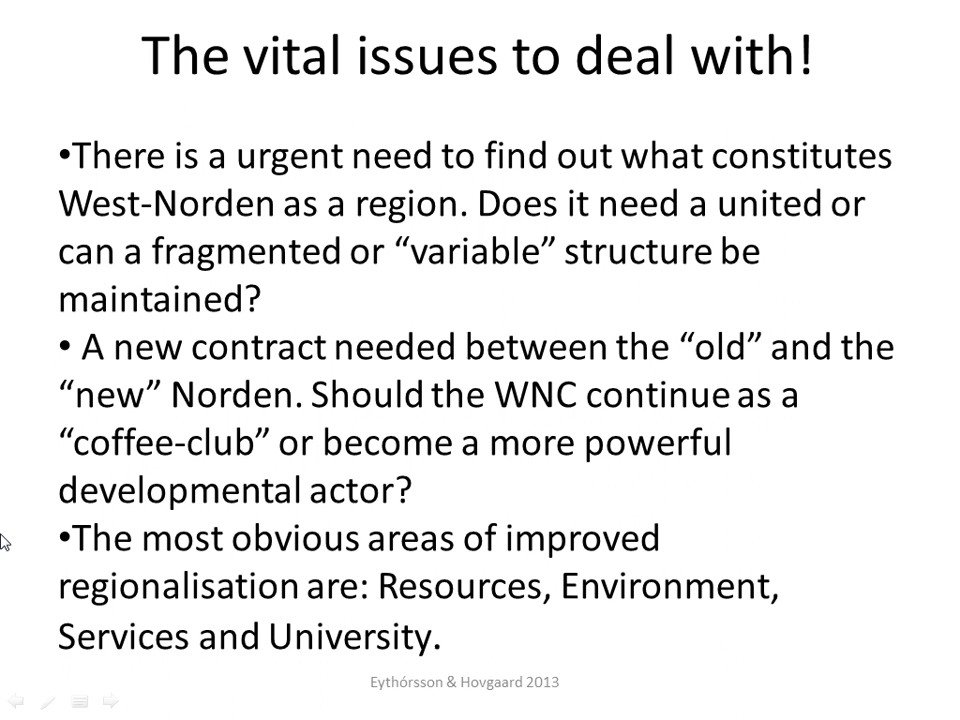 The vital issues to deal with!
•There is a urgent need to find out what constitutes
West-Norden as a region. Does it need a united or
can a fragmented or “variable” structure be
maintained?
• A new contract needed between the “old” and the
“new” Norden. Should the WNC continue as a
“coffee-club” or become a more powerful
developmental actor?
•The most obvious areas of improved
regionalisation are: Resources, Environment,
Services and University.
Eythórsson & Hovgaard 2013